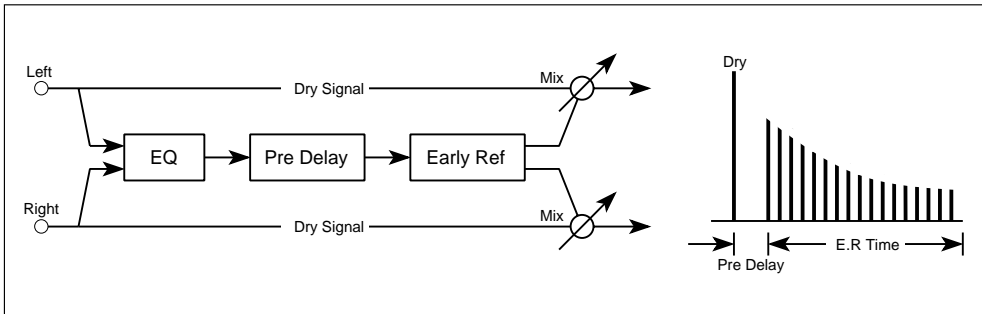 Left
Dry Signal
Mix
EQ
Pre Delay
Early Ref
Right
Dry Signal
Mix
Dry
E.R Time
Pre Delay